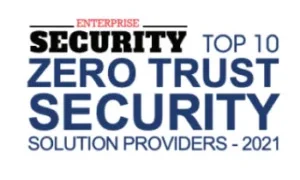 ENTERPRISE
SECURITY TOP 10
ZERO TRUST
SECURITY
SOLUTION PROVIDERS - 2021